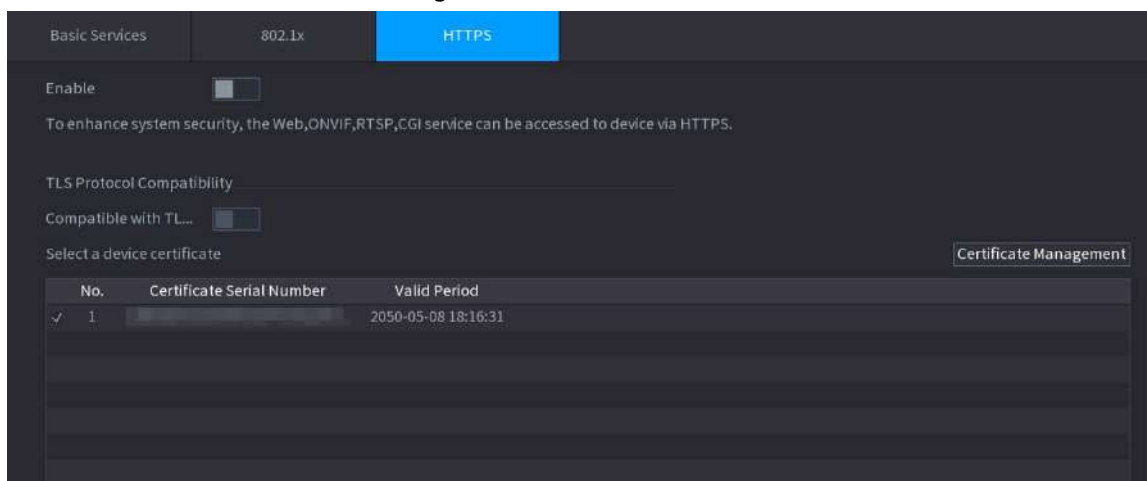 Basic Services 802.1x HTTPS
Enable
To enhance system security, the Web,ONVIF,RTSP,CGI service can be accessed to device via HTTPS.
TLS Protocol Compatibility
Compatible with TL...
Select a device certificate Certificate Management
No. Certificate Serial Number Valid Period
1 2050-05-08 18:16:31